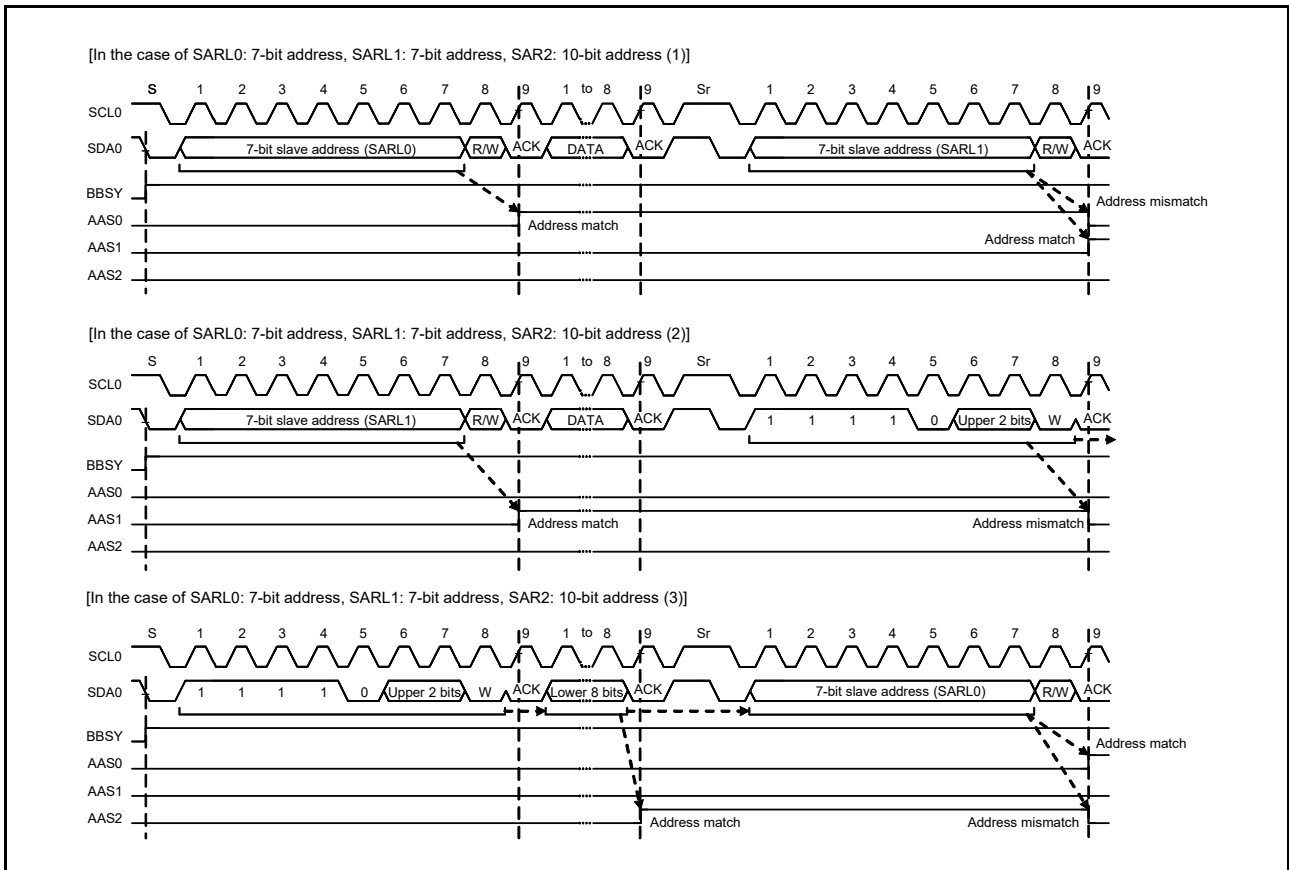 [In the case of SARL0: 7-bit address, SARL1: 7-bit address, SAR2: 10-bit address (1)]
S 1 2 3 4 5 6 7 8 9 1 to 8 9 Sr 1 2 3 4 5 6 7 8 9
SCL0
SDA0 7-bit slave address (SARL0) R/W ACK DATA ACK 7-bit slave address (SARL1) R/W ACK
BBSY
Address mismatch
AAS0
Address match
Address match
AAS1
AAS2
[In the case of SARL0: 7-bit address, SARL1: 7-bit address, SAR2: 10-bit address (2)]
S 1 2 3 4 5 6 7 8 9 1 to 8 9 Sr 1 2 3 4 5 6 7 8 9
SCL0
SDA0 7-bit slave address (SARL1) R/W ACK DATA ACK 1 1 1 1 0 Upper 2 bits W ACK
BBSY
AAS0
AAS1 Address match Address mismatch
AAS2
[In the case of SARL0: 7-bit address, SARL1: 7-bit address, SAR2: 10-bit address (3)]
S 1 2 3 4 5 6 7 8 9 1 to 8 9 Sr 1 2 3 4 5 6 7 8 9
SCL0
SDA0 1 1 1 1 0 Upper 2 bits W ACK Lower 8 bits ACK 7-bit slave address (SARL0) R/W ACK
BBSY
Address match
AAS0
AAS1
AAS2 Address match Address mismatch